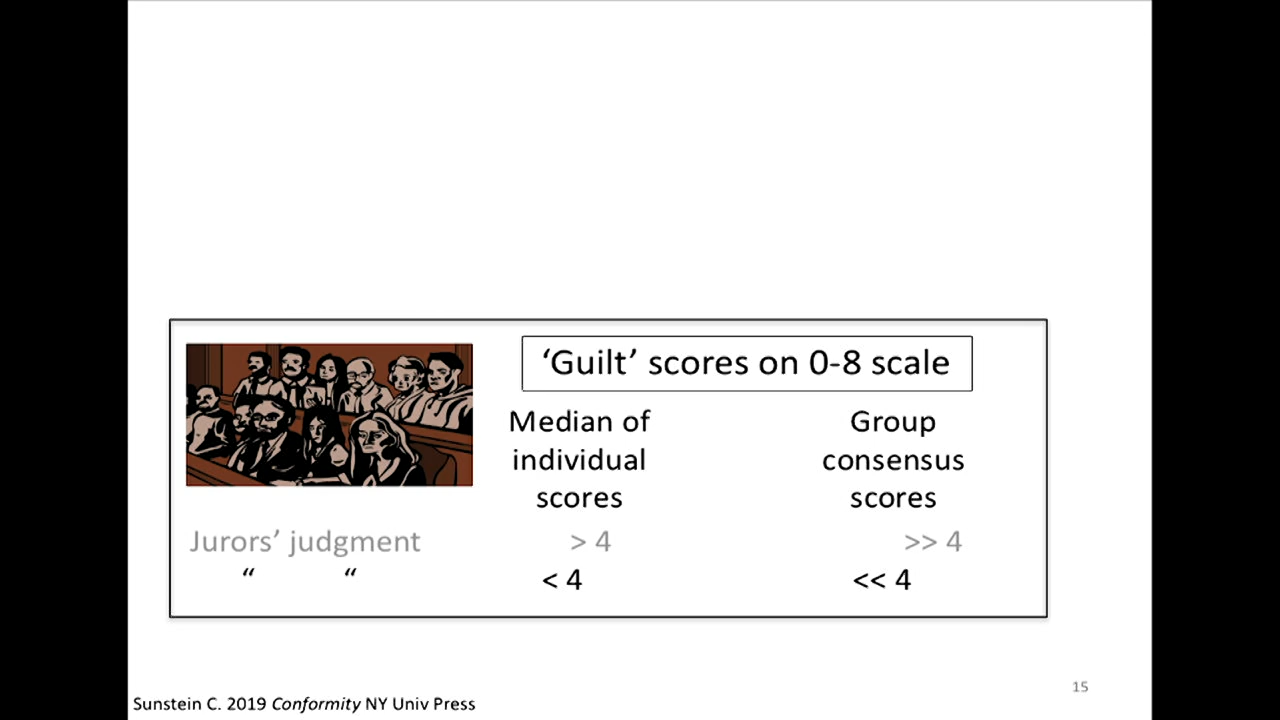 ‘Guilt’ scores on 0-8 scale
Median of individual scores
Group consensus scores
Jurors’ judgment > 4 >> 4
“ “ < 4 << 4
15
Sunstein C. 2019 Conformity NY Univ Press